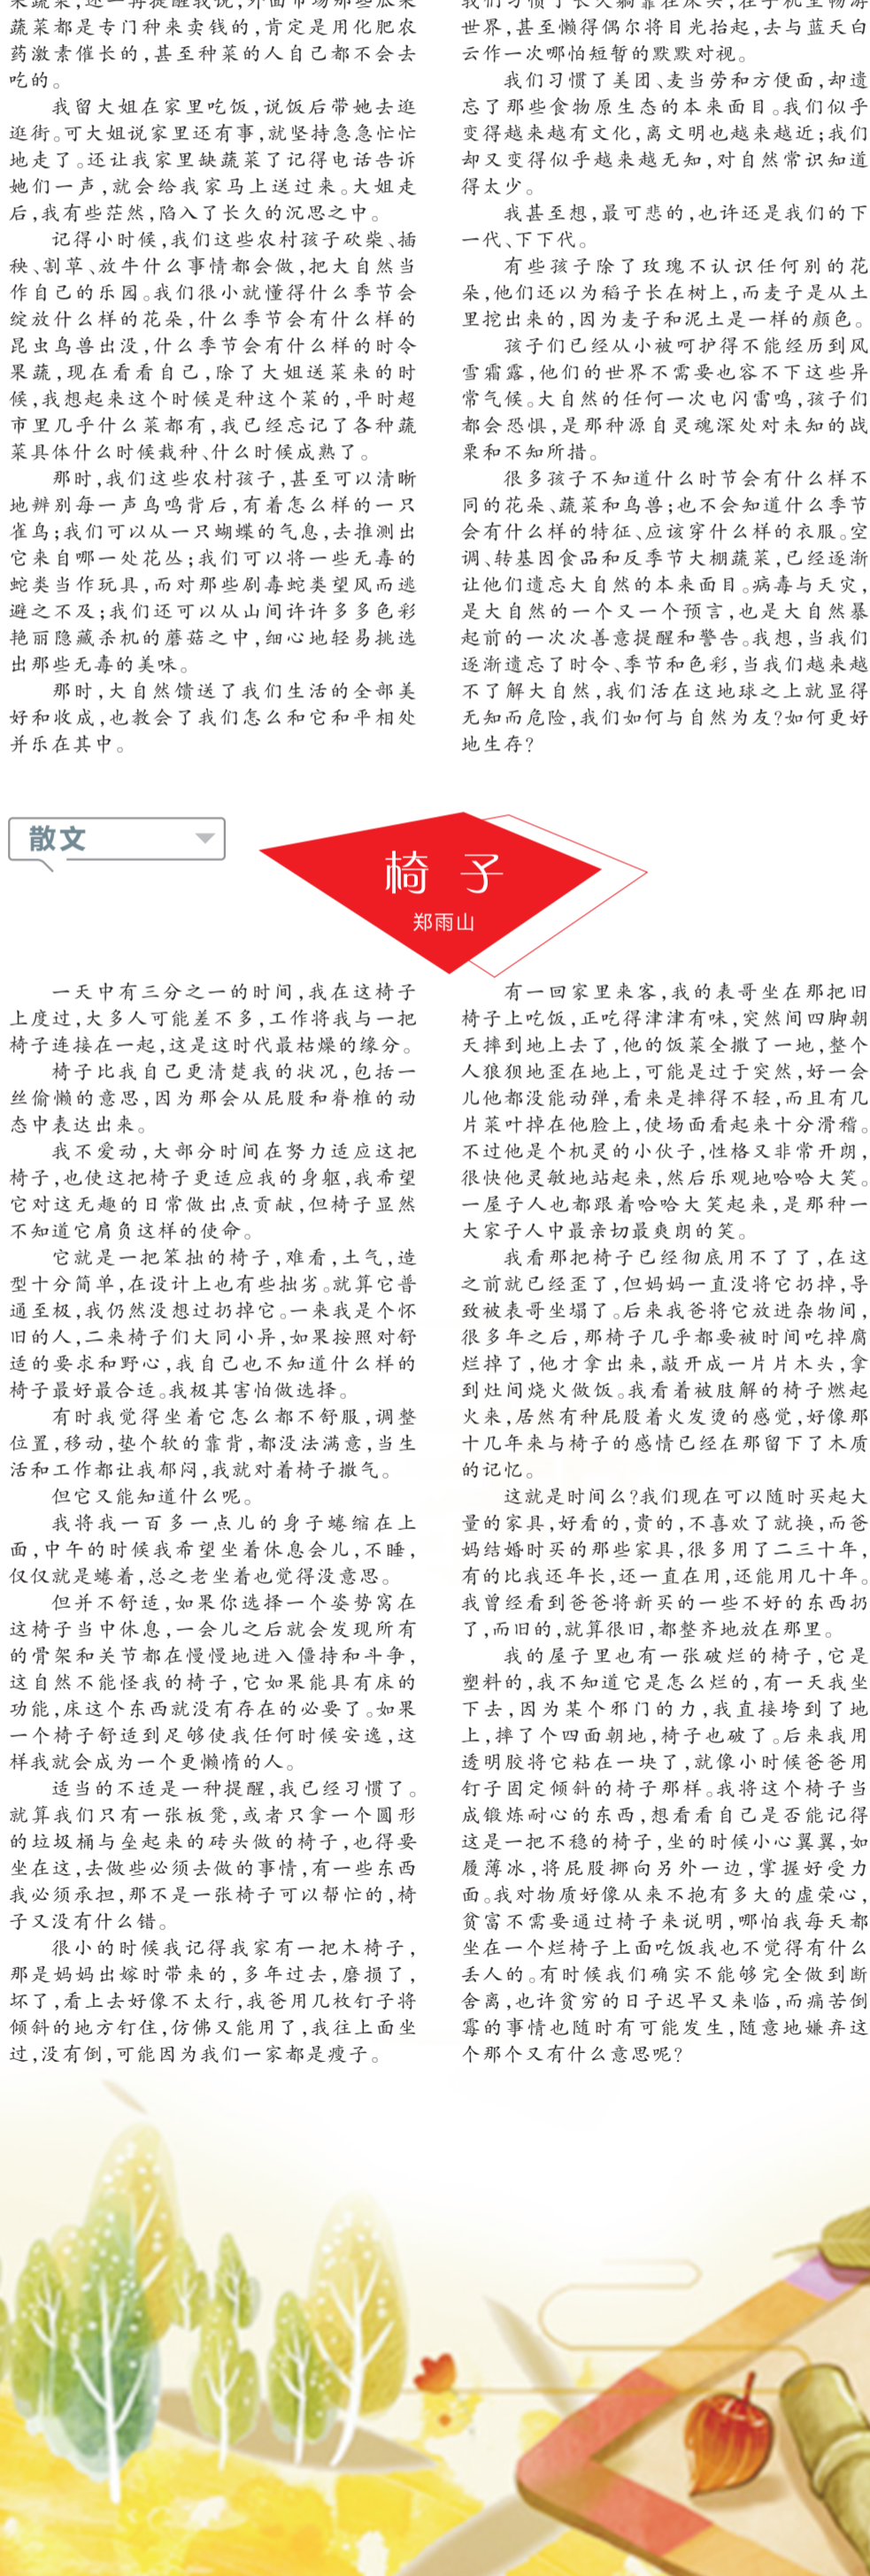 蔬菜都是专门种来卖钱的,肯定是用化肥农
药激素催长的,甚至种菜的人自己都不会去
吃的。
我留大姐在家里吃饭,说饭后带她去逛
逛街。可大姐说家里还有事,就坚持急急忙忙
地走了。还让我家里缺蔬菜了记得电话告诉
她们一声,就会给我家马上送过来。大姐走
后,我有些茫然,陷入了长久的沉思之中。
记得小时候,我们这些农村孩子砍柴、插
秧、割草、放牛什么事情都会做,把大自然当
作自己的乐园。我们很小就懂得什么季节会
绽放什么样的花朵,什么季节会有什么样的
昆虫鸟兽出没,什么季节会有什么样的时令
果蔬,现在看看自己,除了大姐送菜来的时
候,我想起来这个时候是种这个菜的,平时超
市里几乎什么菜都有,我已经忘记了各种蔬
菜具体什么时候栽种、什么时候成熟了。
那时,我们这些农村孩子,甚至可以清晰
地辨别每一声鸟鸣背后,有着怎么样的一只
雀鸟;我们可以从一只蝴蝶的气息,去推测出
它来自哪一处花丛;我们可以将一些无毒的
蛇类当作玩具,而对那些剧毒蛇类望风而逃
避之不及;我们还可以从山间许许多多色彩
艳丽隐藏杀机的蘑菇之中,细心地轻易挑选
出那些无毒的美味。
那时,大自然馈送了我们生活的全部美
好和收成,也教会了我们怎么和它和平相处
并乐在其中。
世界,甚至懒得偶尔将目光抬起,去与蓝天白
云作一次哪怕短暂的默默对视。
我们习惯了美团、麦当劳和方便面,却遗
忘了那些食物原生态的本来面目。我们似乎
变得越来越有文化,离文明也越来越近;我们
却又变得似乎越来越无知,对自然常识知道
得太少。
我甚至想,最可悲的,也许还是我们的下
一代、下下代。
有些孩子除了玫瑰不认识任何别的花
朵,他们还以为稻子长在树上,而麦子是从土
里挖出来的,因为麦子和泥土是一样的颜色。
孩子们已经从小被呵护得不能经历到风
雪霜露,他们的世界不需要也容不下这些异
常气候。大自然的任何一次电闪雷鸣,孩子们
都会恐惧,是那种源自灵魂深处对未知的战
栗和不知所措。
很多孩子不知道什么时节会有什么样不
同的花朵、蔬菜和鸟兽;也不会知道什么季节
会有什么样的特征、应该穿什么样的衣服。空
调、转基因食品和反季节大棚蔬菜,已经逐渐
让他们遗忘大自然的本来面目。病毒与天灾,
是大自然的一个又一个预言,也是大自然暴
起前的一次次善意提醒和警告。我想,当我们
逐渐遗忘了时令、季节和色彩,当我们越来越
不了解大自然,我们活在这地球之上就显得
无知而危险,我们如何与自然为友?如何更好
地生存?
散文
椅 子
郑雨山
一天中有三分之一的时间,我在这椅子
上度过,大多人可能差不多,工作将我与一把
椅子连接在一起,这是这时代最枯燥的缘分。
椅子比我自己更清楚我的状况,包括一
丝偷懒的意思,因为那会从屁股和脊椎的动
态中表达出来。
我不爱动,大部分时间在努力适应这把
椅子,也使这把椅子更适应我的身躯,我希望
它对这无趣的日常做出点贡献,但椅子显然
不知道它肩负这样的使命。
它就是一把笨拙的椅子,难看,土气,造
型十分简单,在设计上也有些拙劣。就算它普
通至极,我仍然没想过扔掉它。一来我是个怀
旧的人,二来椅子们大同小异,如果按照对舒
适的要求和野心,我自己也不知道什么样的
椅子最好最合适。我极其害怕做选择。
有时我觉得坐着它怎么都不舒服,调整
位置,移动,垫个软的靠背,都没法满意,当生
活和工作都让我郁闷,我就对着椅子撒气。
但它又能知道什么呢。
我将我一百多一点儿的身子蜷缩在上
面,中午的时候我希望坐着休息会儿,不睡,
仅仅就是蜷着,总之老坐着也觉得没意思。
但并不舒适,如果你选择一个姿势窝在
这椅子当中休息,一会儿之后就会发现所有
的骨架和关节都在慢慢地进入僵持和斗争,
这自然不能怪我的椅子,它如果能具有床的
功能,床这个东西就没有存在的必要了。如果
一个椅子舒适到足够使我任何时候安逸,这
样我就会成为一个更懒惰的人。
适当的不适是一种提醒,我已经习惯了。
就算我们只有一张板凳,或者只拿一个圆形
的垃圾桶与垒起来的砖头做的椅子,也得要
坐在这,去做些必须去做的事情,有一些东西
我必须承担,那不是一张椅子可以帮忙的,椅
子又没有什么错。
很小的时候我记得我家有一把木椅子,
那是妈妈出嫁时带来的,多年过去,磨损了,
坏了,看上去好像不太行,我爸用几枚钉子将
倾斜的地方钉住,仿佛又能用了,我往上面坐
过,没有倒,可能因为我们一家都是瘦子。
有一回家里来客,我的表哥坐在那把旧
椅子上吃饭,正吃得津津有味,突然间四脚朝
天摔到地上去了,他的饭菜全撒了一地,整个
人狼狈地歪在地上,可能是过于突然,好一会
儿他都没能动弹,看来是摔得不轻,而且有几
片菜叶掉在他脸上,使场面看起来十分滑稽。
不过他是个机灵的小伙子,性格又非常开朗,
很快他灵敏地站起来,然后乐观地哈哈大笑。
一屋子人也都跟着哈哈大笑起来,是那种一
大家子人中最亲切最爽朗的笑。
我看那把椅子已经彻底用不了了,在这
之前就已经歪了,但妈妈一直没将它扔掉,导
致被表哥坐塌了。后来我爸将它放进杂物间,
很多年之后,那椅子几乎都要被时间吃掉腐
烂掉了,他才拿出来,敲开成一片片木头,拿
到灶间烧火做饭。我看着被肢解的椅子燃起
火来,居然有种屁股着火发烫的感觉,好像那
十几年来与椅子的感情已经在那留下了木质
的记忆。
这就是时间么?我们现在可以随时买起大
量的家具,好看的,贵的,不喜欢了就换,而爸
妈结婚时买的那些家具,很多用了二三十年,
有的比我还年长,还一直在用,还能用几十年。
我曾经看到爸爸将新买的一些不好的东西扔
了,而旧的,就算很旧,都整齐地放在那里。
我的屋子里也有一张破烂的椅子,它是
塑料的,我不知道它是怎么烂的,有一天我坐
下去,因为某个邪门的力,我直接垮到了地
上,摔了个四面朝地,椅子也破了。后来我用
透明胶将它粘在一块了,就像小时候爸爸用
钉子固定倾斜的椅子那样。我将这个椅子当
成锻炼耐心的东西,想看看自己是否能记得
这是一把不稳的椅子,坐的时候小心翼翼,如
履薄冰,将屁股挪向另外一边,掌握好受力
面。我对物质好像从来不抱有多大的虚荣心,
贫富不需要通过椅子来说明,哪怕我每天都
坐在一个烂椅子上面吃饭我也不觉得有什么
丢人的。有时候我们确实不能够完全做到断
舍离,也许贫穷的日子迟早又来临,而痛苦倒
霉的事情也随时有可能发生,随意地嫌弃这
个那个又有什么意思呢?